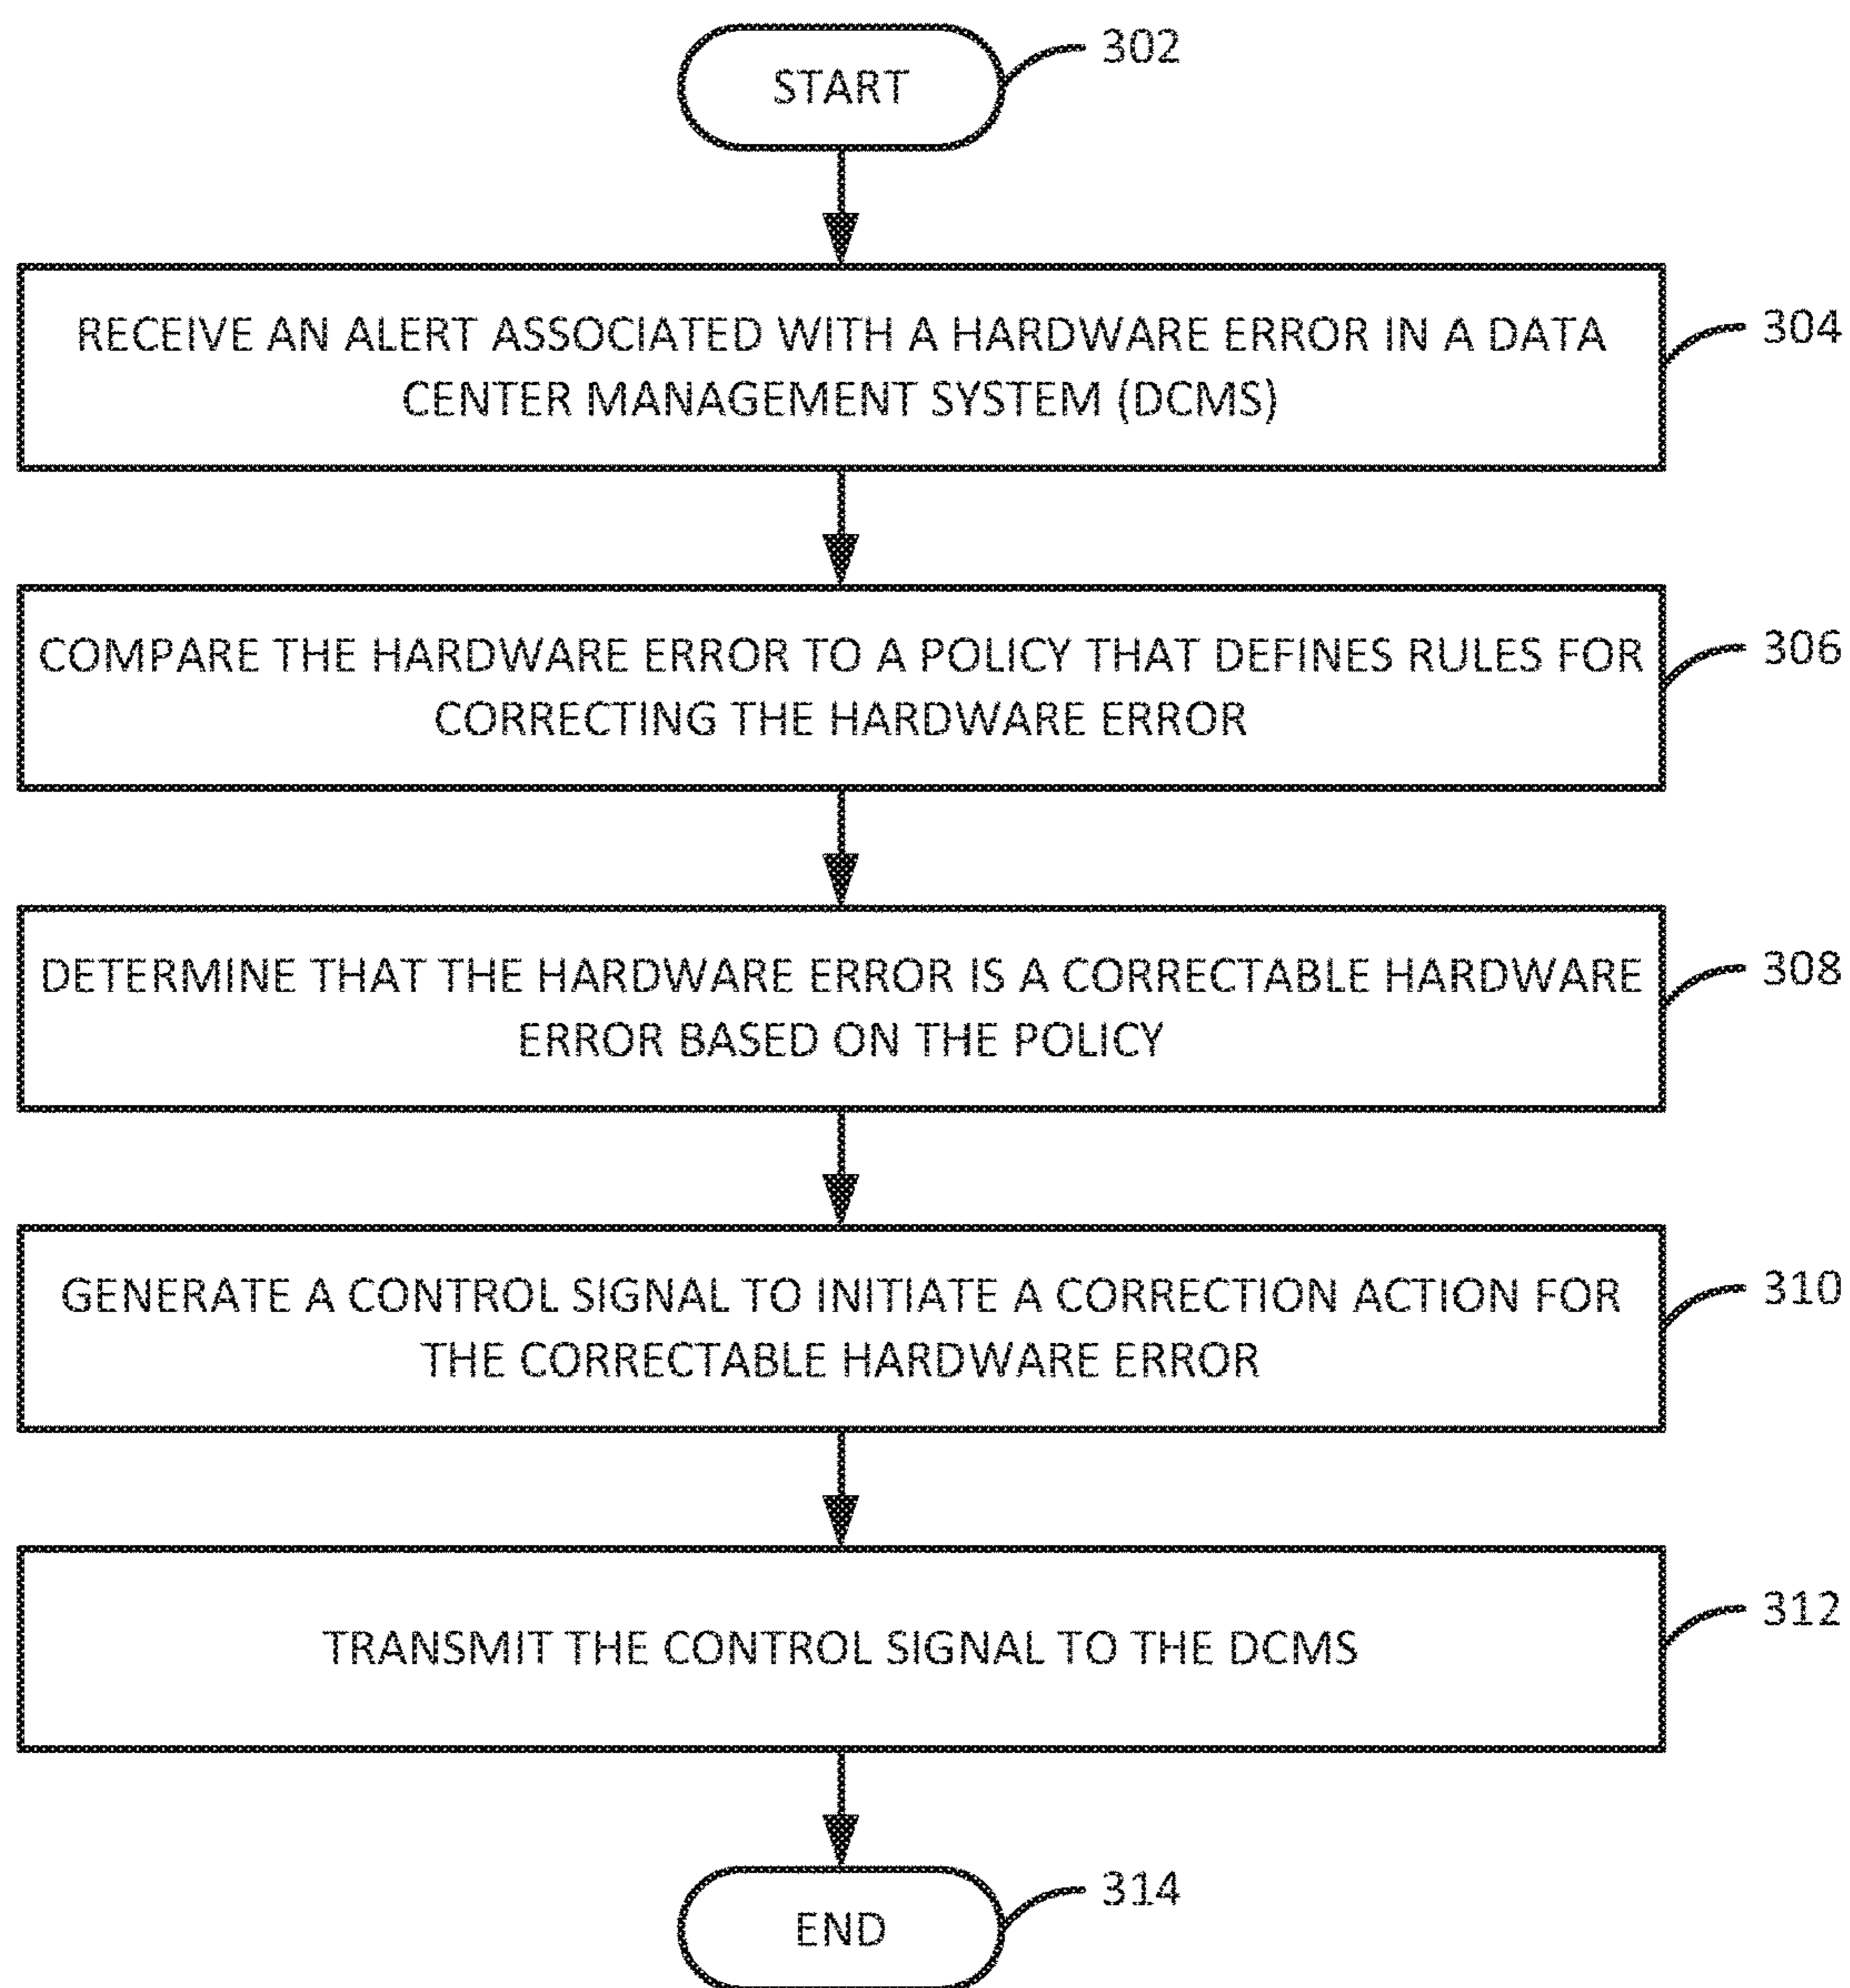 START
302
RECEIVE AN ALERT ASSOCIATED WITH A HARDWARE ERROR IN A DATA
CENTER MANAGEMENT SYSTEM (DCMS)
304
COMPARE THE HARDWARE ERROR TO A POLICY THAT DEFINES RULES FOR
CORRECTING THE HARDWARE ERROR
306
DETERMINE THAT THE HARDWARE ERROR IS A CORRECTABLE HARDWARE
ERROR BASED ON THE POLICY
308
GENERATE A CONTROL SIGNAL TO INITIATE A CORRECTION ACTION FOR
THE CORRECTABLE HARDWARE ERROR
310
TRANSMIT THE CONTROL SIGNAL TO THE DCMS
312
END
314